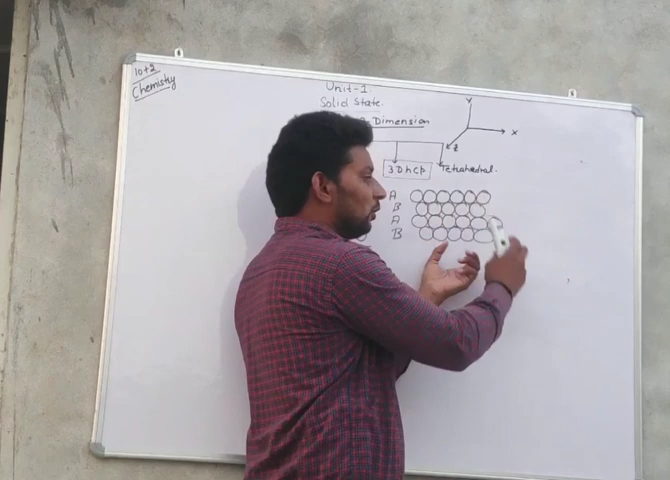 10+2
Chemistry
Unit-1.
Solid State.
Dimension
Y
X
Z
3D hcp
Tetrahedral.
A
B
A
B